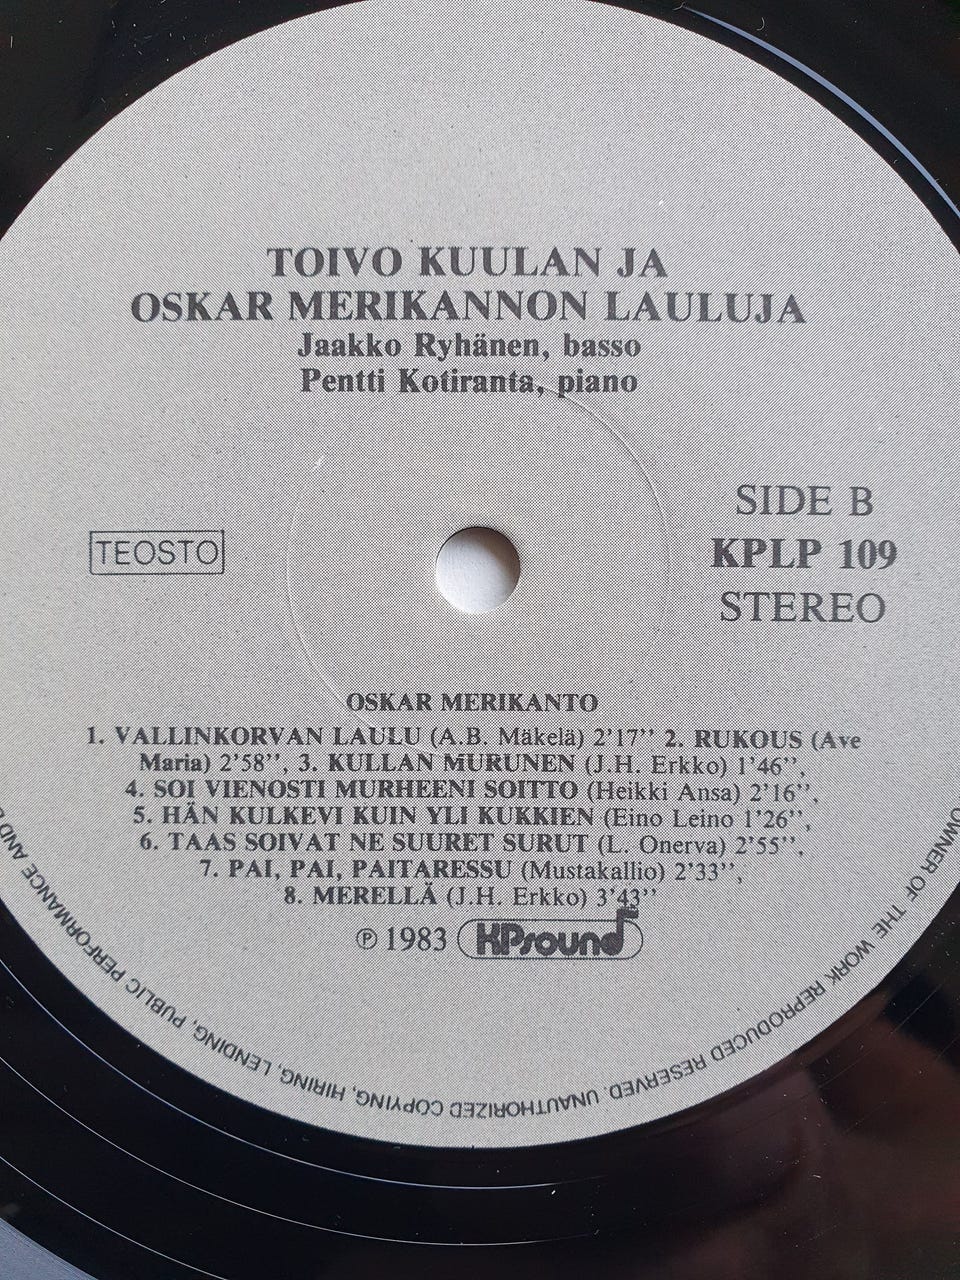 TOIVO KUULAN JA
OSKAR MERIKANNON LAULUJA
Jaakko Ryhänen, basso
Pentti Kotiranta, piano
TEOSTO
SIDE B
KPLP 109
STEREO
OSKAR MERIKANTO
1. VALLINKORVAN LAULU (A.B. Mäkelä) 2’17’’ 2. RUKOUS (Ave
Maria) 2’58’’, 3. KULLAN MURUNEN (J.H. Erkko) 1’46’’,
4. SOI VIENOSTI MURHEENI SOITTO (Heikki Ansa) 2’16’’,
5. HÄN KULKEVI KUIN YLI KUKKIEN (Eino Leino 1’26’’,
6. TAAS SOIVAT NE SUURET SURUT (L. Onerva) 2’55’’,
7. PAI, PAI, PAITARESSU (Mustakallio) 2’33’’,
8. MERELLÄ (J.H. Erkko) 3’43’’
℗ 1983 KPsound
OWNER OF THE WORK REPRODUCED RESERVED. UNAUTHORIZED COPYING, HIRING, LENDING, PUBLIC PERFORMANCE AND